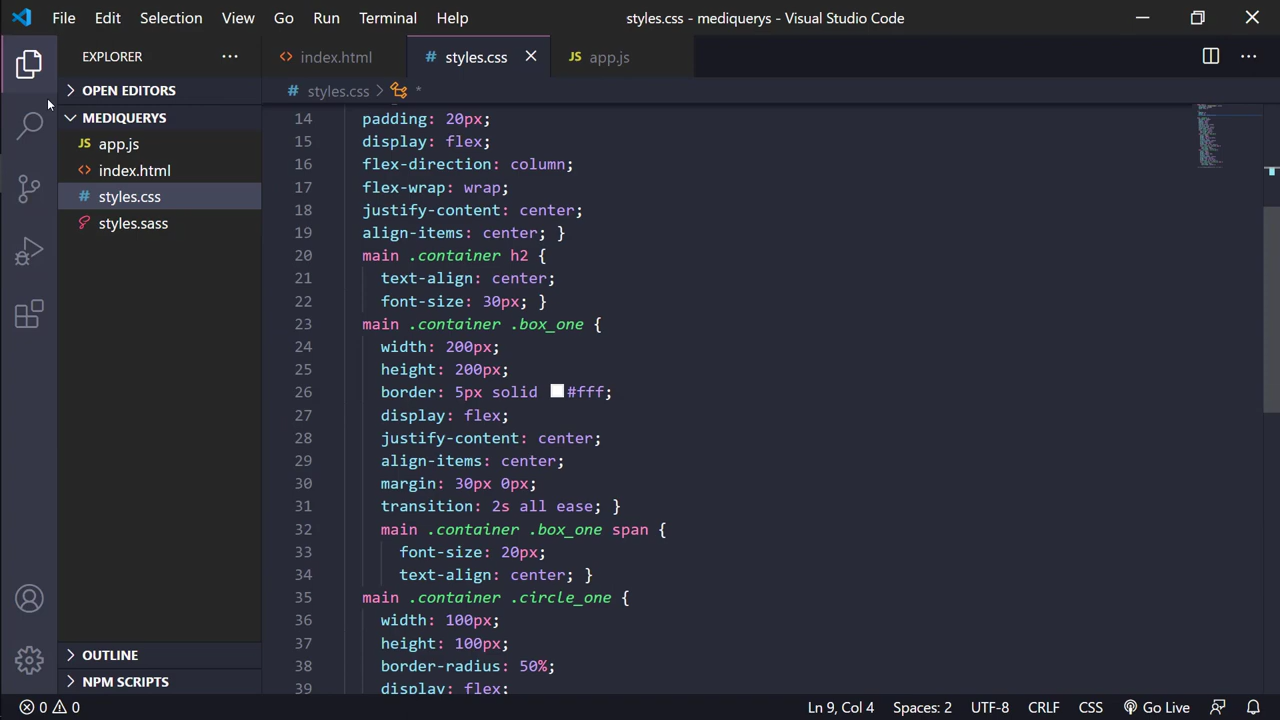 File Edit Selection View Go Run Terminal Help styles.css - mediquerys - Visual Studio Code
EXPLORER
index.html
styles.css
JS app.js
OPEN EDITORS
# styles.css > *
MEDIQUERYS
JS app.js
index.html
# styles.css
styles.sass
14 padding: 20px;
15 display: flex;
16 flex-direction: column;
17 flex-wrap: wrap;
18 justify-content: center;
19 align-items: center; }
20 main .container h2 {
21 text-align: center;
22 font-size: 30px; }
23 main .container .box_one {
24 width: 200px;
25 height: 200px;
26 border: 5px solid #fff;
27 display: flex;
28 justify-content: center;
29 align-items: center;
30 margin: 30px 0px;
31 transition: 2s all ease; }
32 main .container .box_one span {
33 font-size: 20px;
34 text-align: center; }
35 main .container .circle_one {
36 width: 100px;
37 height: 100px;
38 border-radius: 50%;
39 display: flex;
OUTLINE
NPM SCRIPTS
0 0 Ln 9, Col 4 Spaces: 2 UTF-8 CRLF CSS Go Live